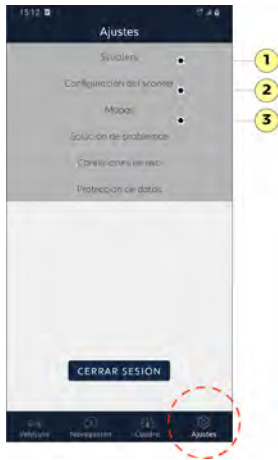 15:12
Ajustes
Scooters
1
Configuración del scooter
2
Mapas
3
Solución de problemas
Condiciones de uso
Protección de datos
CERRAR SESIÓN
Vehículo Navegación Cuadro Ajustes